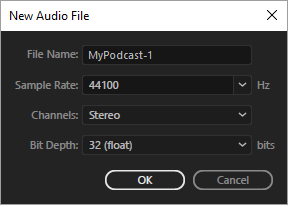 New Audio File
File Name: MyPodcast-1
Sample Rate: 44100 Hz
Channels: Stereo
Bit Depth: 32 (float) bits
OK Cancel